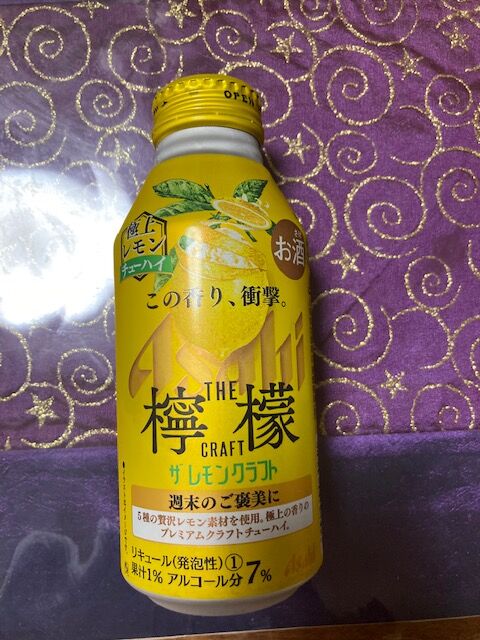 OPEN
極上
レモン
チューハイ
お酒
この香り、衝撃。
Asahi
THE
檸檬
CRAFT
ザ レモンクラフト
週末のご褒美に
5種の贅沢レモン素材を使用。極上の香りの
プレミアムクラフトチューハイ。
リキュール(発泡性)①
果汁1% アルコール分7%
Asahi